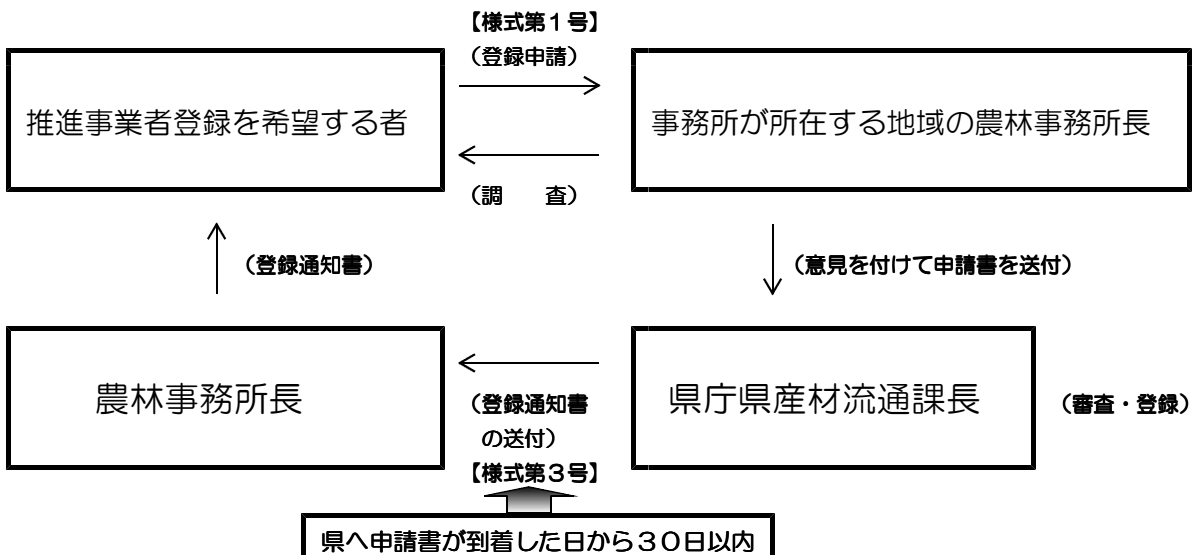 【様式第１号】
（登録申請）
推進事業者登録を希望する者
事務所が所在する地域の農林事務所長
（調　　査）
（登録通知書）
（意見を付けて申請書を送付）
農林事務所長
（登録通知書
の送付）
【様式第３号】
県庁県産材流通課長
（審査・登録）
県へ申請書が到着した日から３０日以内